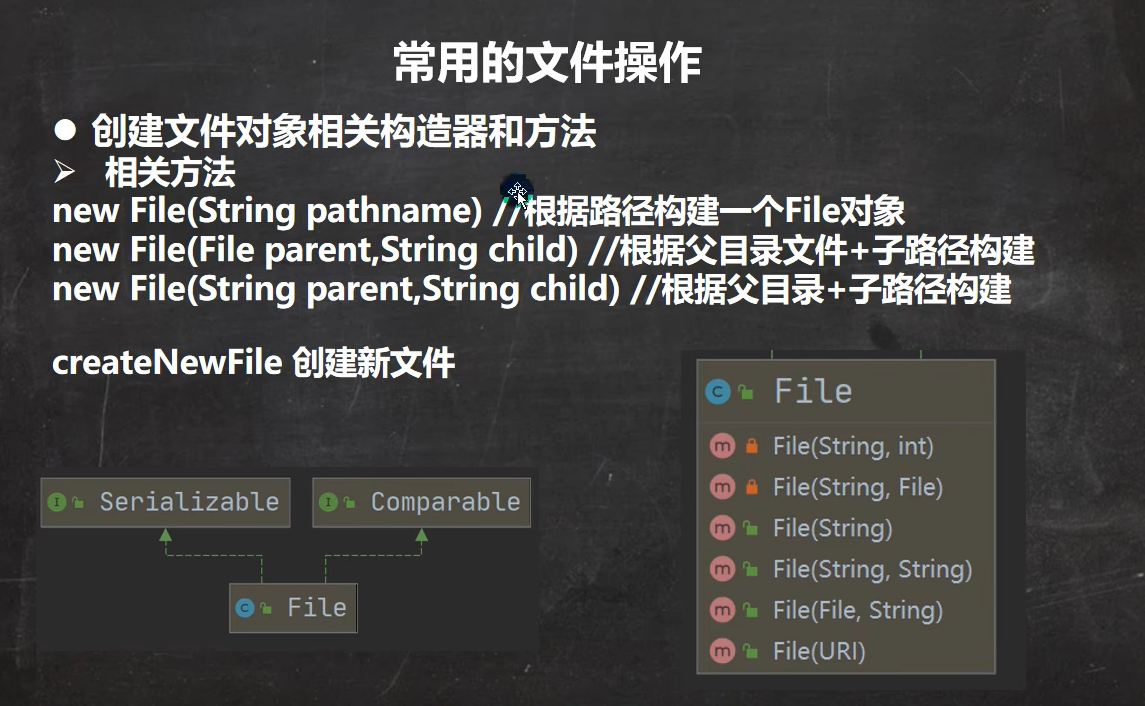 常用的文件操作
● 创建文件对象相关构造器和方法
➢ 相关方法
new File(String pathname) //根据路径构建一个File对象
new File(File parent,String child) //根据父目录文件+子路径构建
new File(String parent,String child) //根据父目录+子路径构建
createNewFile 创建新文件
I Serializable
I Comparable
C File
C File
m File(String, int)
m File(String, File)
m File(String)
m File(String, String)
m File(File, String)
m File(URI)